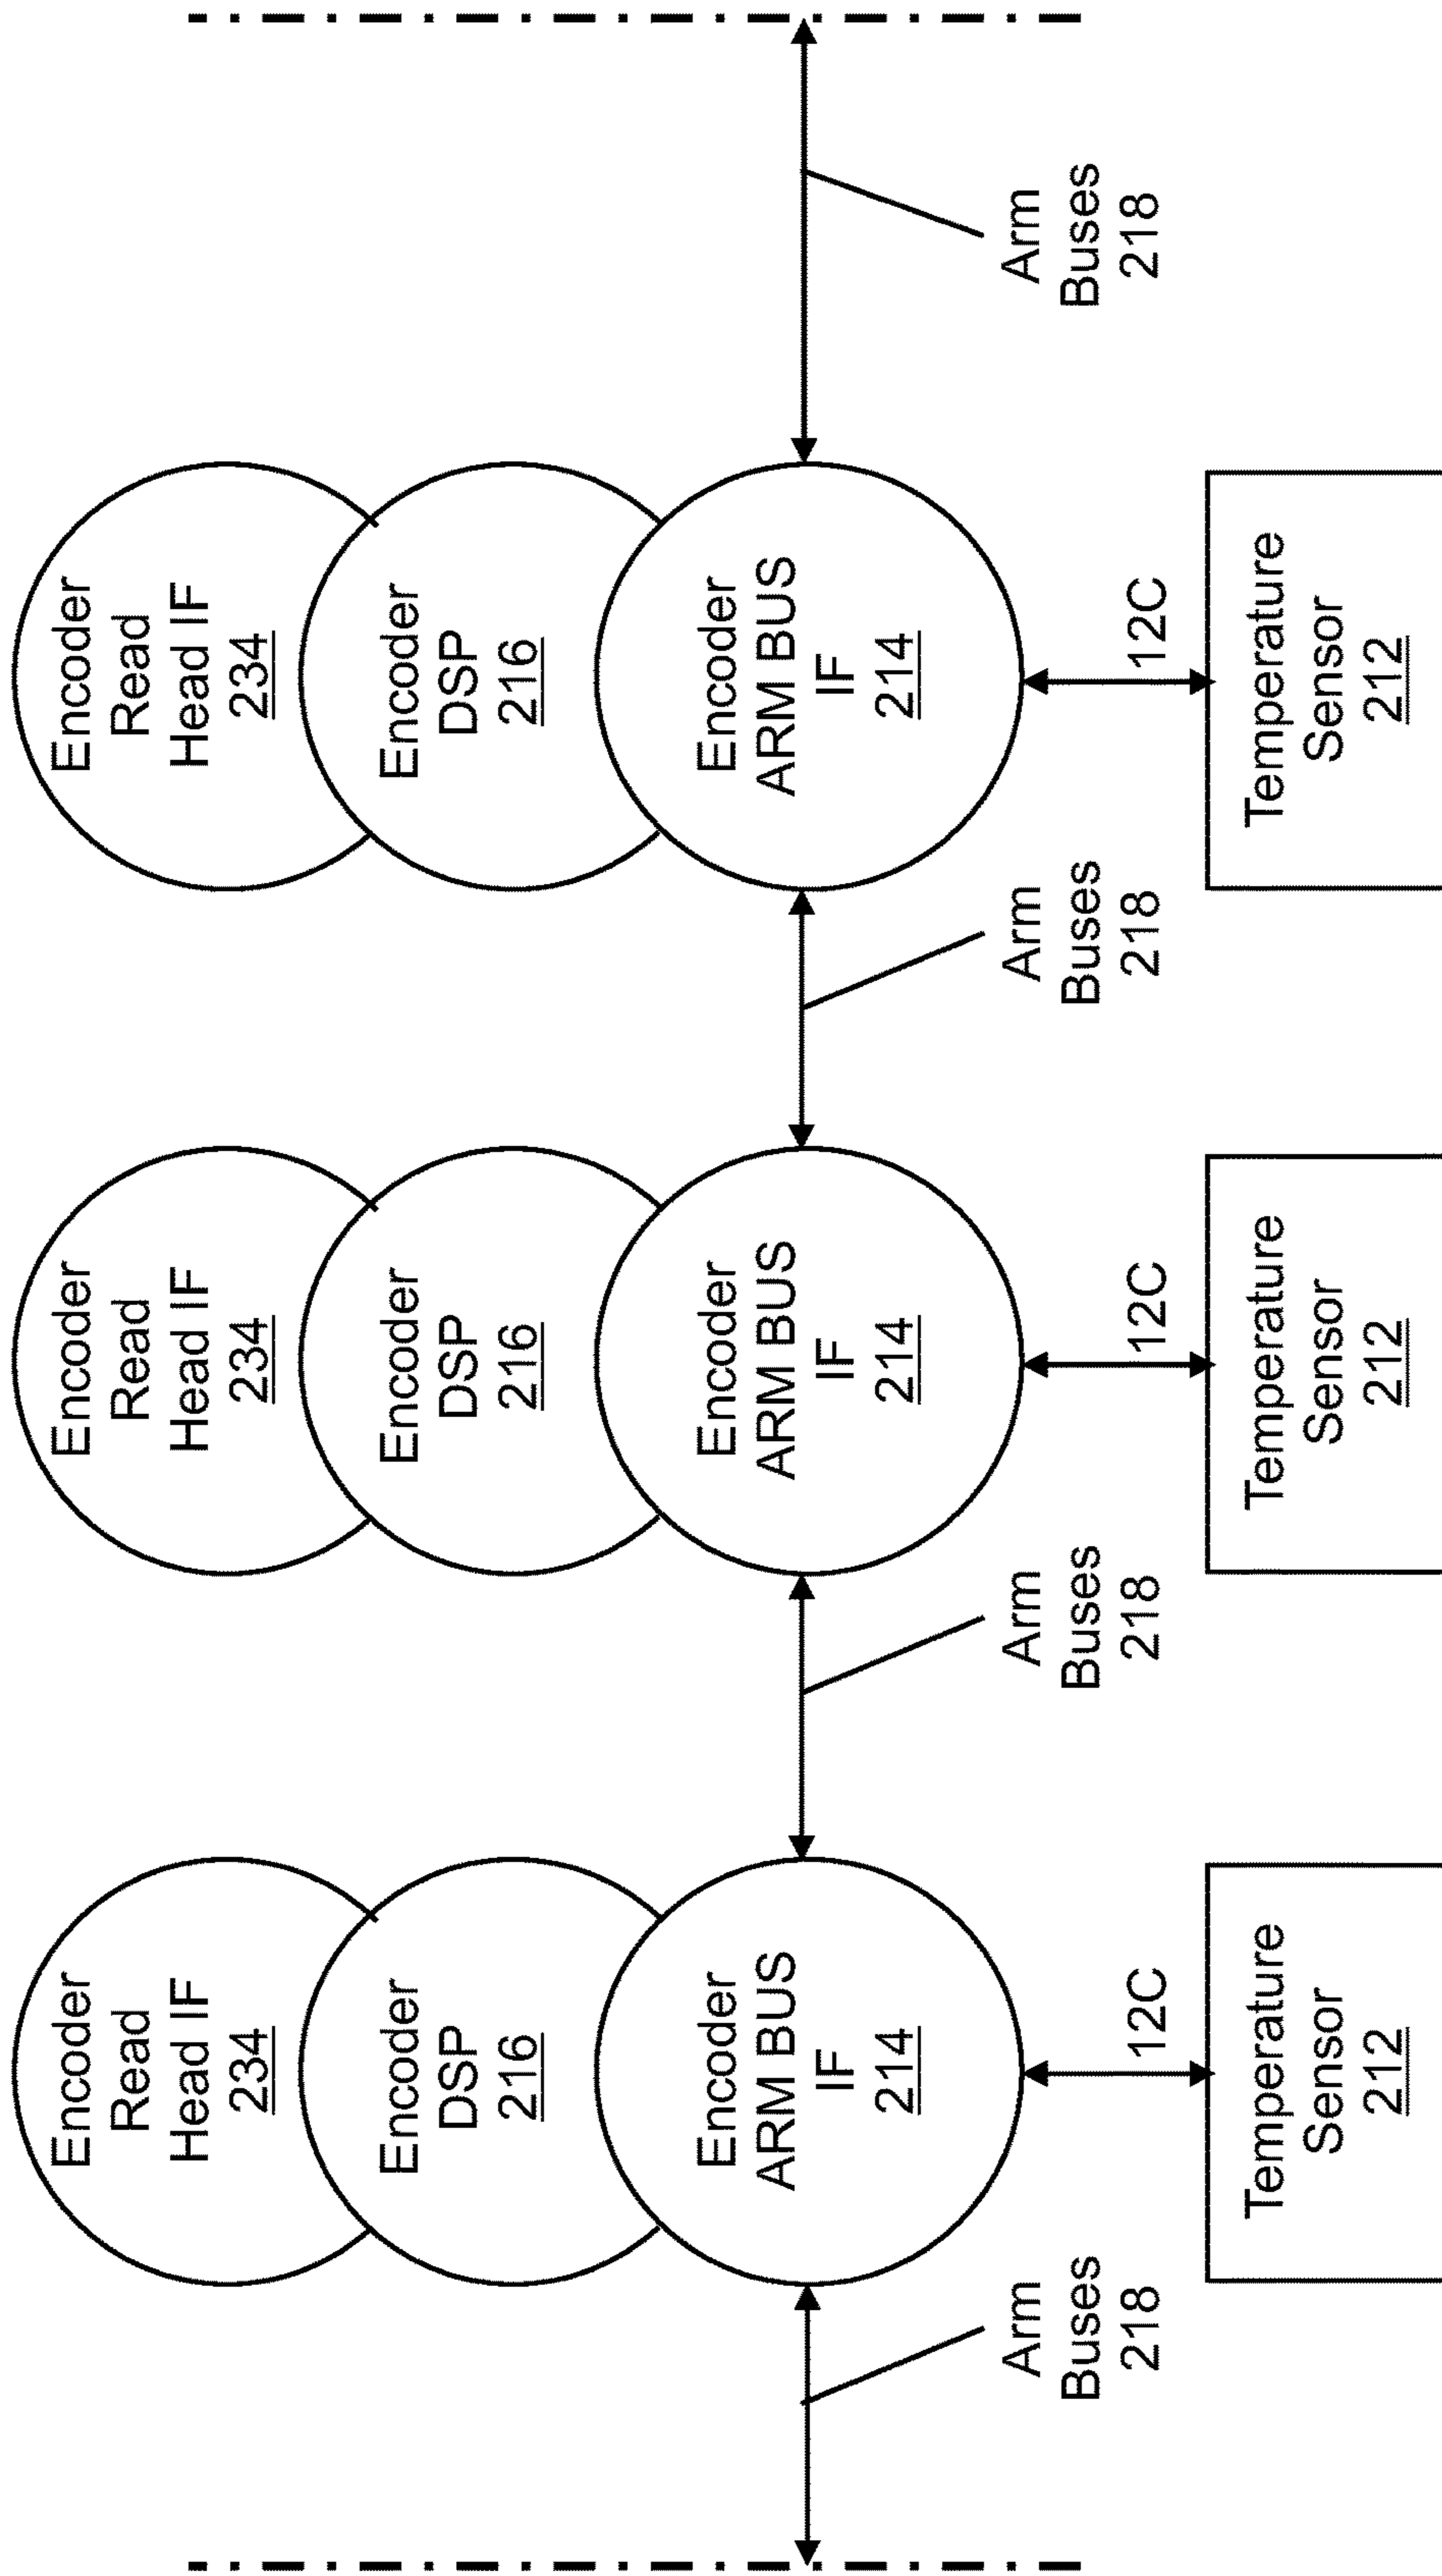 Encoder
Read
Head IF
234
Encoder
DSP
216
Encoder
ARM BUS
IF
214
Arm
Buses
218
12C
Temperature
Sensor
212
Encoder
Read
Head IF
234
Encoder
DSP
216
Encoder
ARM BUS
IF
214
Arm
Buses
218
12C
Temperature
Sensor
212
Encoder
Read
Head IF
234
Encoder
DSP
216
Encoder
ARM BUS
IF
214
Arm
Buses
218
12C
Temperature
Sensor
212
Arm
Buses
218